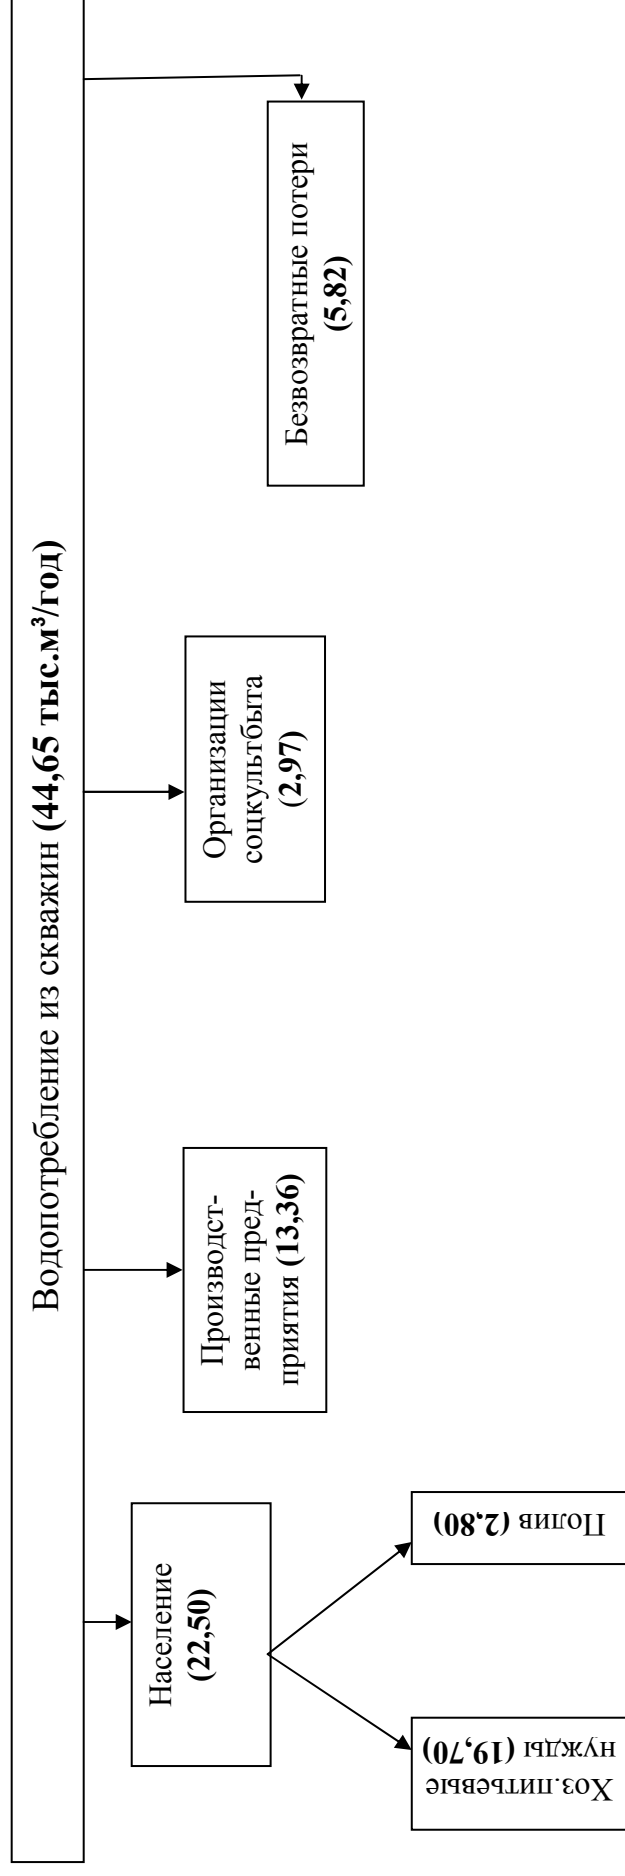 Водопотребление из скважин (44,65 тыс.м³/год)
Население
(22,50)
Производст-
венные пред-
приятия (13,36)
Организации
соцкультбыта
(2,97)
Безвозвратные потери
(5,82)
Хоз.питьевые
нужды (19,70)
Полив (2,80)